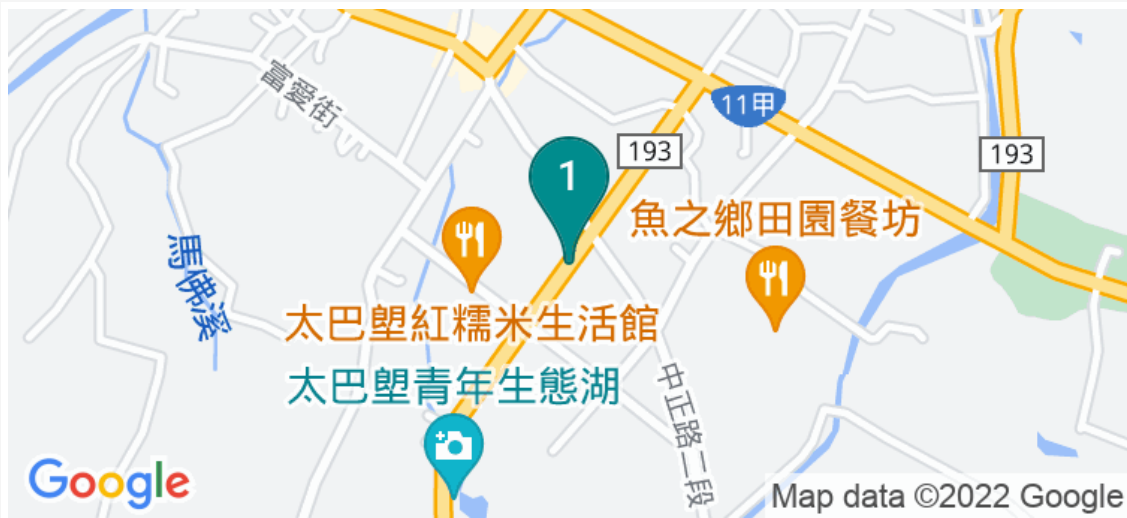 富愛街
11甲
193
193
1
魚之鄉田園餐坊
馬佛溪
太巴塱紅糯米生活館
太巴塱青年生態湖
中正路二段
Google
Map data ©2022 Google